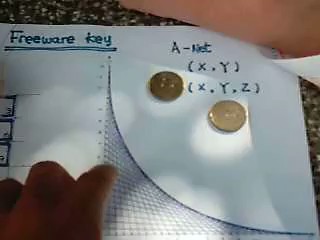 Freeware key
A-Net
(X, Y)
(X, Y, Z)